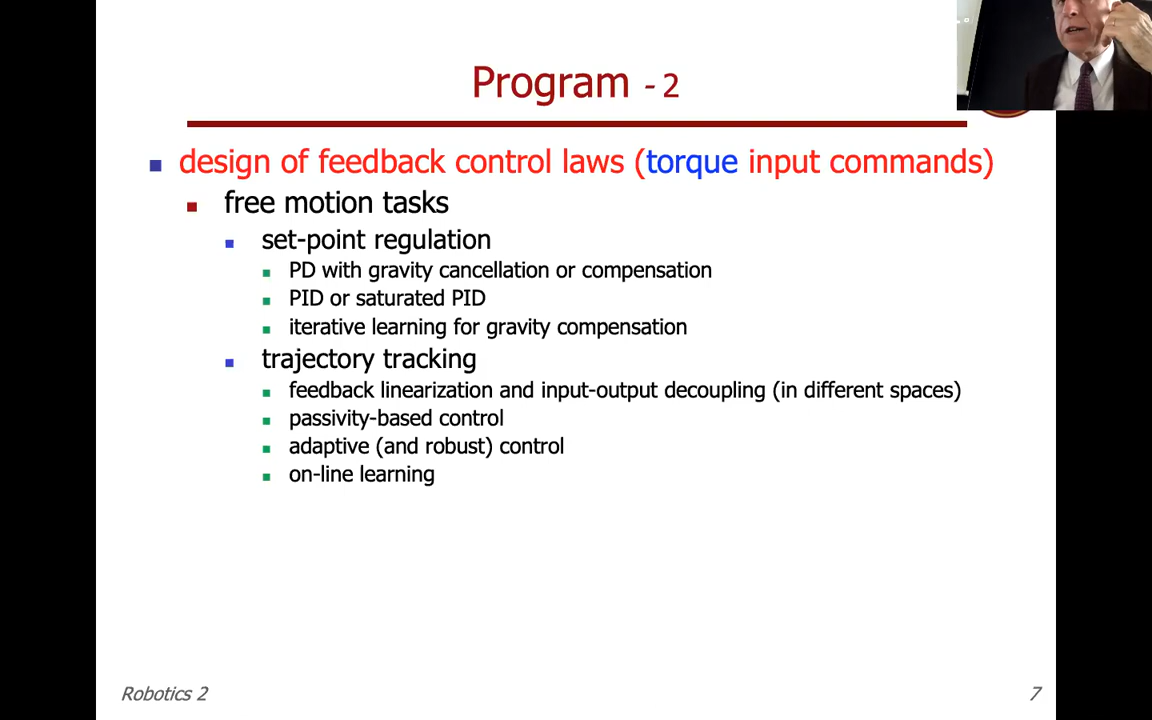 Program - 2
design of feedback control laws (torque input commands)
free motion tasks
set-point regulation
PD with gravity cancellation or compensation
PID or saturated PID
iterative learning for gravity compensation
trajectory tracking
feedback linearization and input-output decoupling (in different spaces)
passivity-based control
adaptive (and robust) control
on-line learning
Robotics 2
7